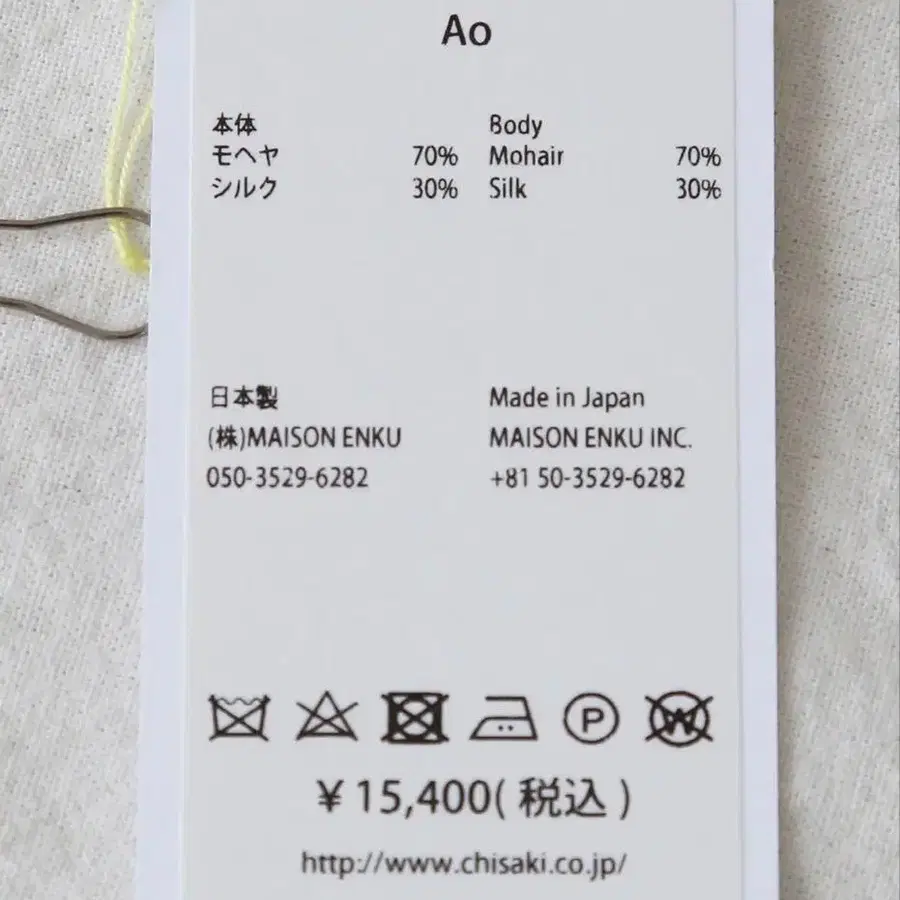 Ao
本体 Body
モヘヤ 70% Mohair 70%
シルク 30% Silk 30%
日本製 Made in Japan
(株)MAISON ENKU MAISON ENKU INC.
050-3529-6282 +81 50-3529-6282
P W
¥15,400(税込)
http://www.chisaki.co.jp/